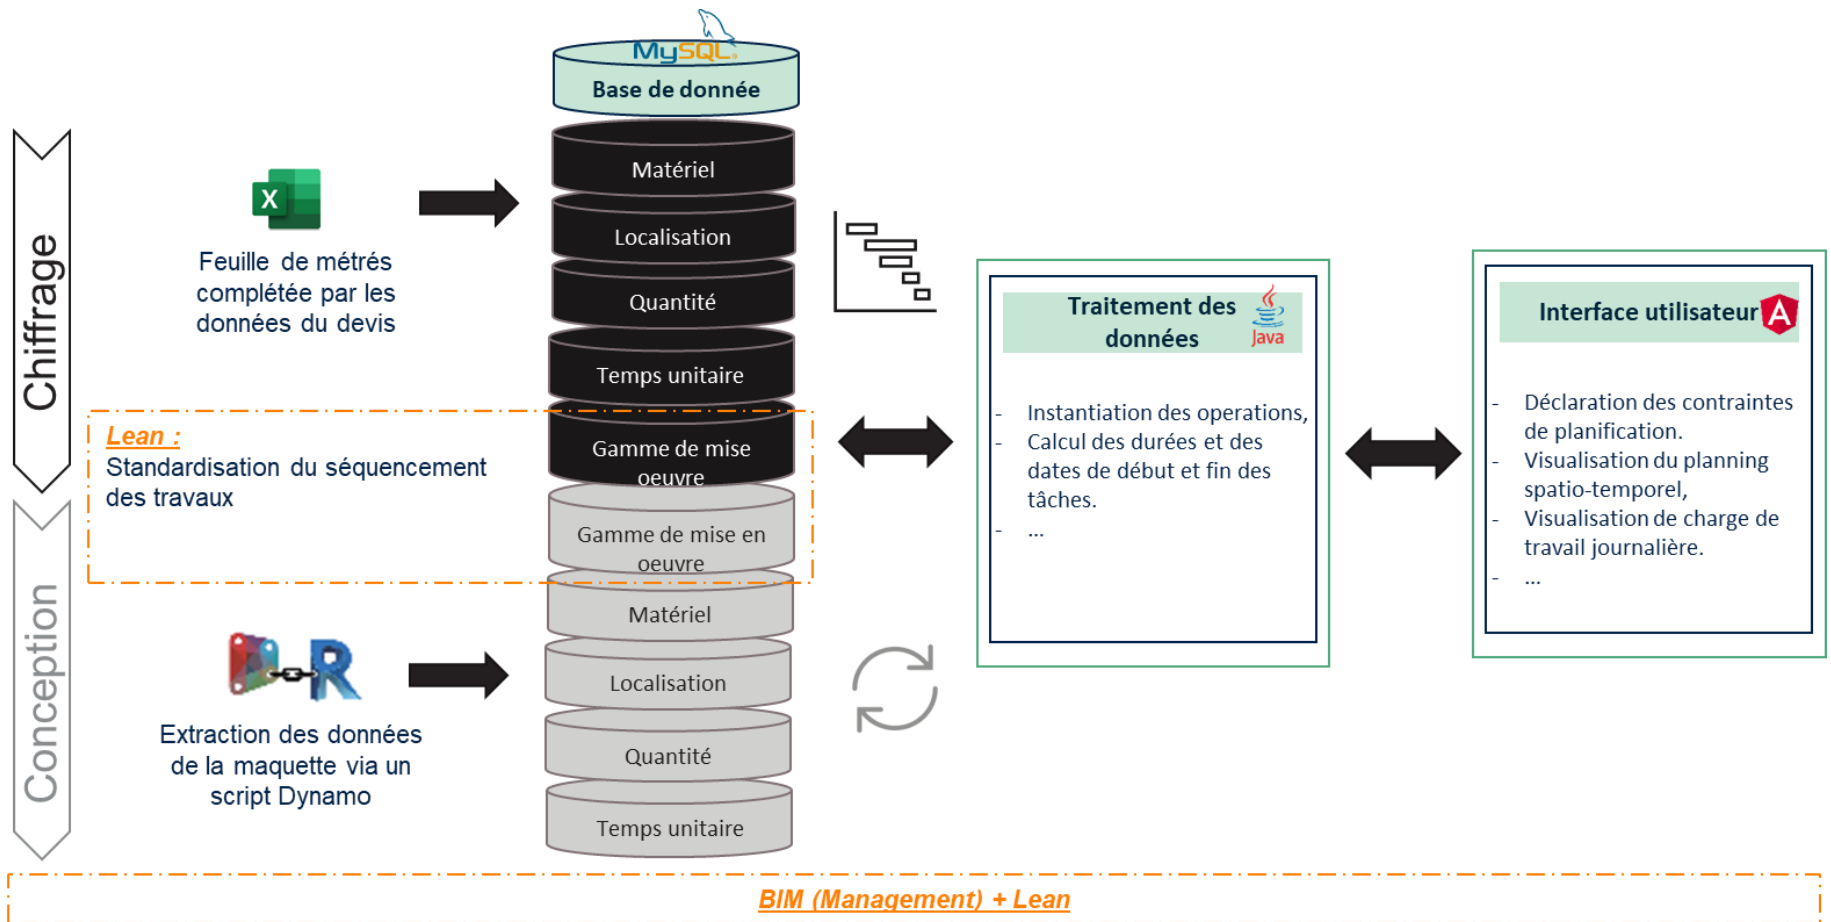 MySQL
Base de donnée
Chiffrage
X
Feuille de métrés
complétée par les
données du devis
Matériel
Localisation
Quantité
Temps unitaire
Gamme de mise
oeuvre
Lean :
Standardisation du séquencement
des travaux
Gamme de mise en
oeuvre
Matériel
Localisation
Quantité
Temps unitaire
Conception
R
Extraction des données
de la maquette via un
script Dynamo
Traitement des
données
Java
- Instantiation des operations,
- Calcul des durées et des
dates de début et fin des
tâches.
- ...
Interface utilisateur
A
- Déclaration des contraintes
de planification.
- Visualisation du planning
spatio-temporel,
- Visualisation de charge de
travail journalière.
- ...
BIM (Management) + Lean